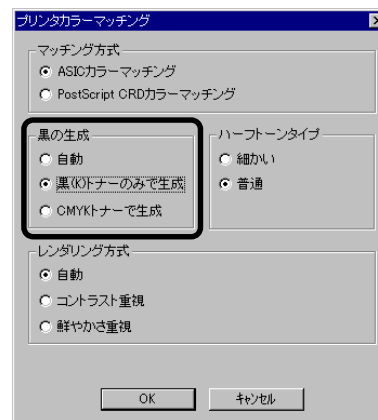 プリンタカラーマッチング
マッチング方式
ASICカラーマッチング
PostScript CRDカラーマッチング
黒の生成
自動
黒(K)トナーのみで生成
CMYKトナーで生成
ハーフトーンタイプ
細かい
普通
レンダリング方式
自動
コントラスト重視
鮮やかさ重視
OK
キャンセル